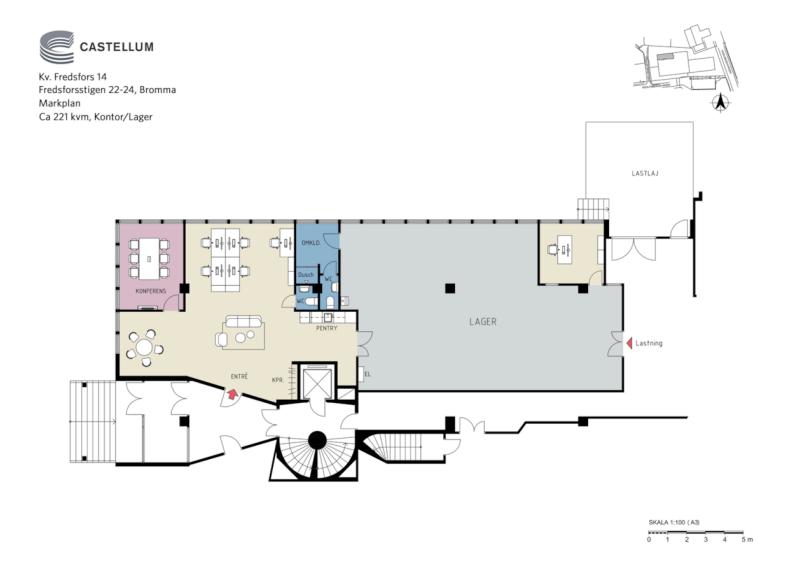 CASTELLUM
Kv. Fredsfors 14
Fredsforsstigen 22-24, Bromma
Markplan
Ca 221 kvm, Kontor/Lager
LASTLAJ
OMKLD.
Dusch
WC
WC
KONFERENS
PENTRY
LAGER
Lastning
ENTRÉ
KPR.
EL
SKALA 1:100 (A3)
0 1 2 3 4 5 m